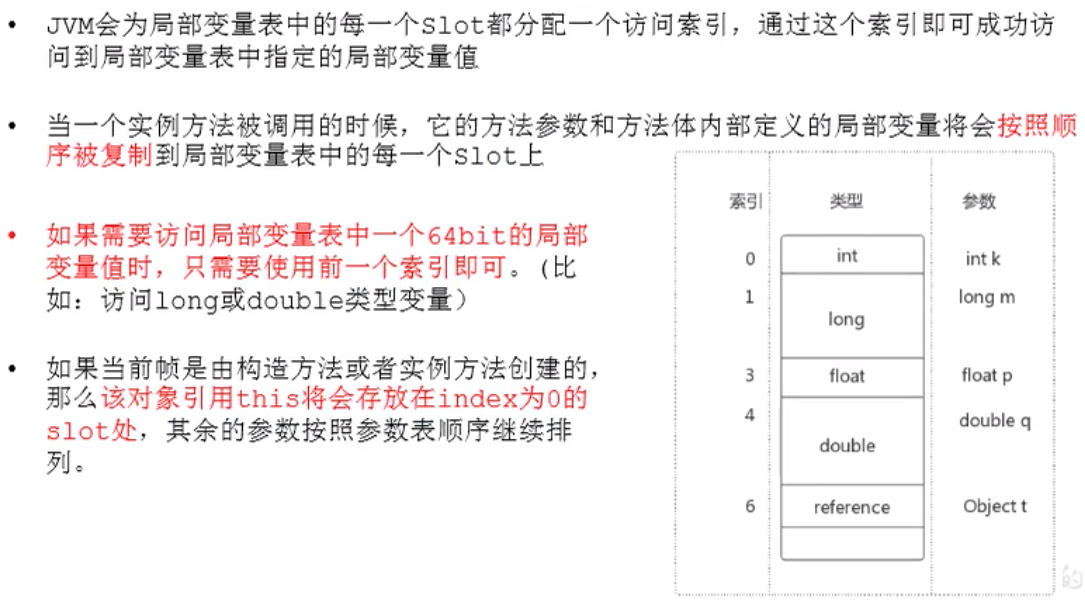 • JVM会为局部变量表中的每一个Slot都分配一个访问索引，通过这个索引即可成功访
问到局部变量表中指定的局部变量值
• 当一个实例方法被调用的时候，它的方法参数和方法体内部定义的局部变量将会按照顺
序被复制到局部变量表中的每一个Slot上
• 如果需要访问局部变量表中一个64bit的局部
变量值时，只需要使用前一个索引即可。(比
如：访问long或double类型变量）
• 如果当前帧是由构造方法或者实例方法创建的，
那么该对象引用this将会存放在index为0的
slot处，其余的参数按照参数表顺序继续排
列。
索引 类型 参数
0 int int k
1 long long m
3 float float p
4 double double q
6 reference Object t
的